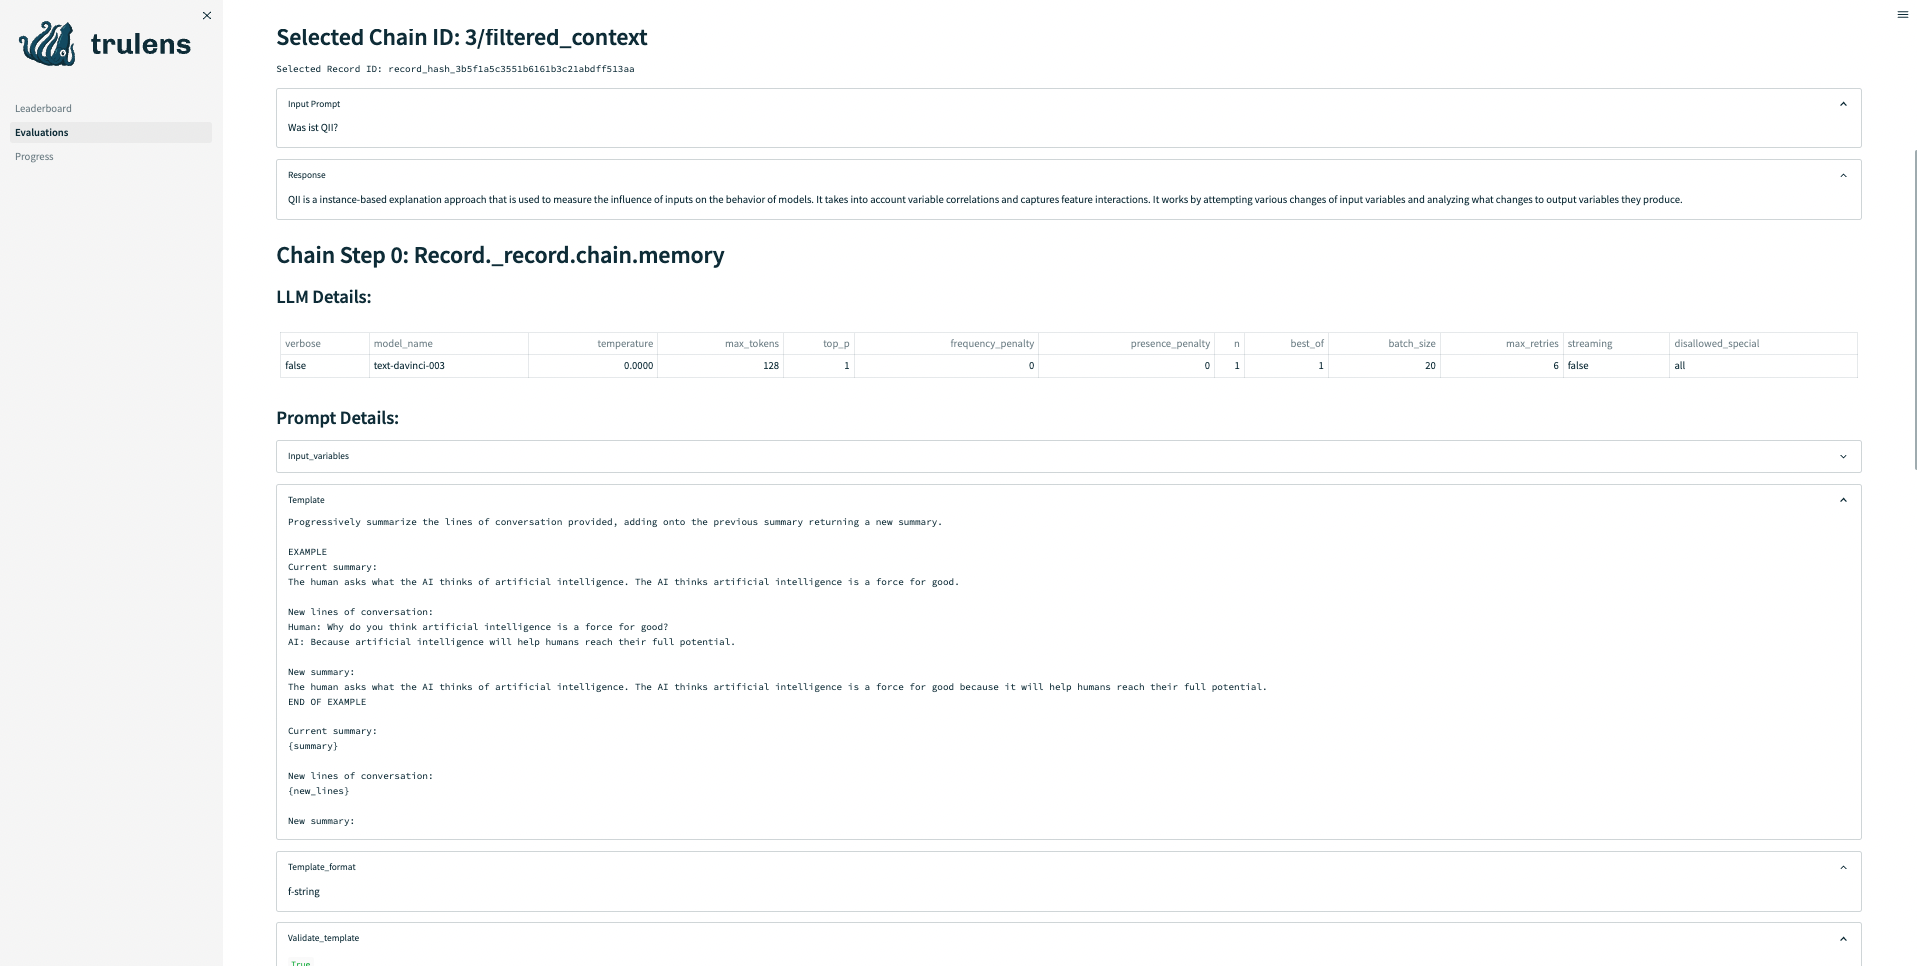 trulens
Leaderboard
Evaluations
Progress
Selected Chain ID: 3/filtered_context
Selected Record ID: record_hash_3b5f1a5c3551b6161b3c21abdff513aa
Input Prompt
Was ist QII?
Response
QII is a instance-based explanation approach that is used to measure the influence of inputs on the behavior of models. It takes into account variable correlations and captures feature interactions. It works by attempting various changes of input variables and analyzing what changes to output variables they produce.
Chain Step 0: Record._record.chain.memory
LLM Details:
verbose model_name temperature max_tokens top_p frequency_penalty presence_penalty n best_of batch_size max_retries streaming disallowed_special
false text-davinci-003 0.0000 128 1 0 0 1 1 20 6 false all
Prompt Details:
Input_variables
Template
Progressively summarize the lines of conversation provided, adding onto the previous summary returning a new summary.
EXAMPLE
Current summary:
The human asks what the AI thinks of artificial intelligence. The AI thinks artificial intelligence is a force for good.
New lines of conversation:
Human: Why do you think artificial intelligence is a force for good?
AI: Because artificial intelligence will help humans reach their full potential.
New summary:
The human asks what the AI thinks of artificial intelligence. The AI thinks artificial intelligence is a force for good because it will help humans reach their full potential.
END OF EXAMPLE
Current summary:
{summary}
New lines of conversation:
{new_lines}
New summary:
Template_format
f-string
Validate_template
True